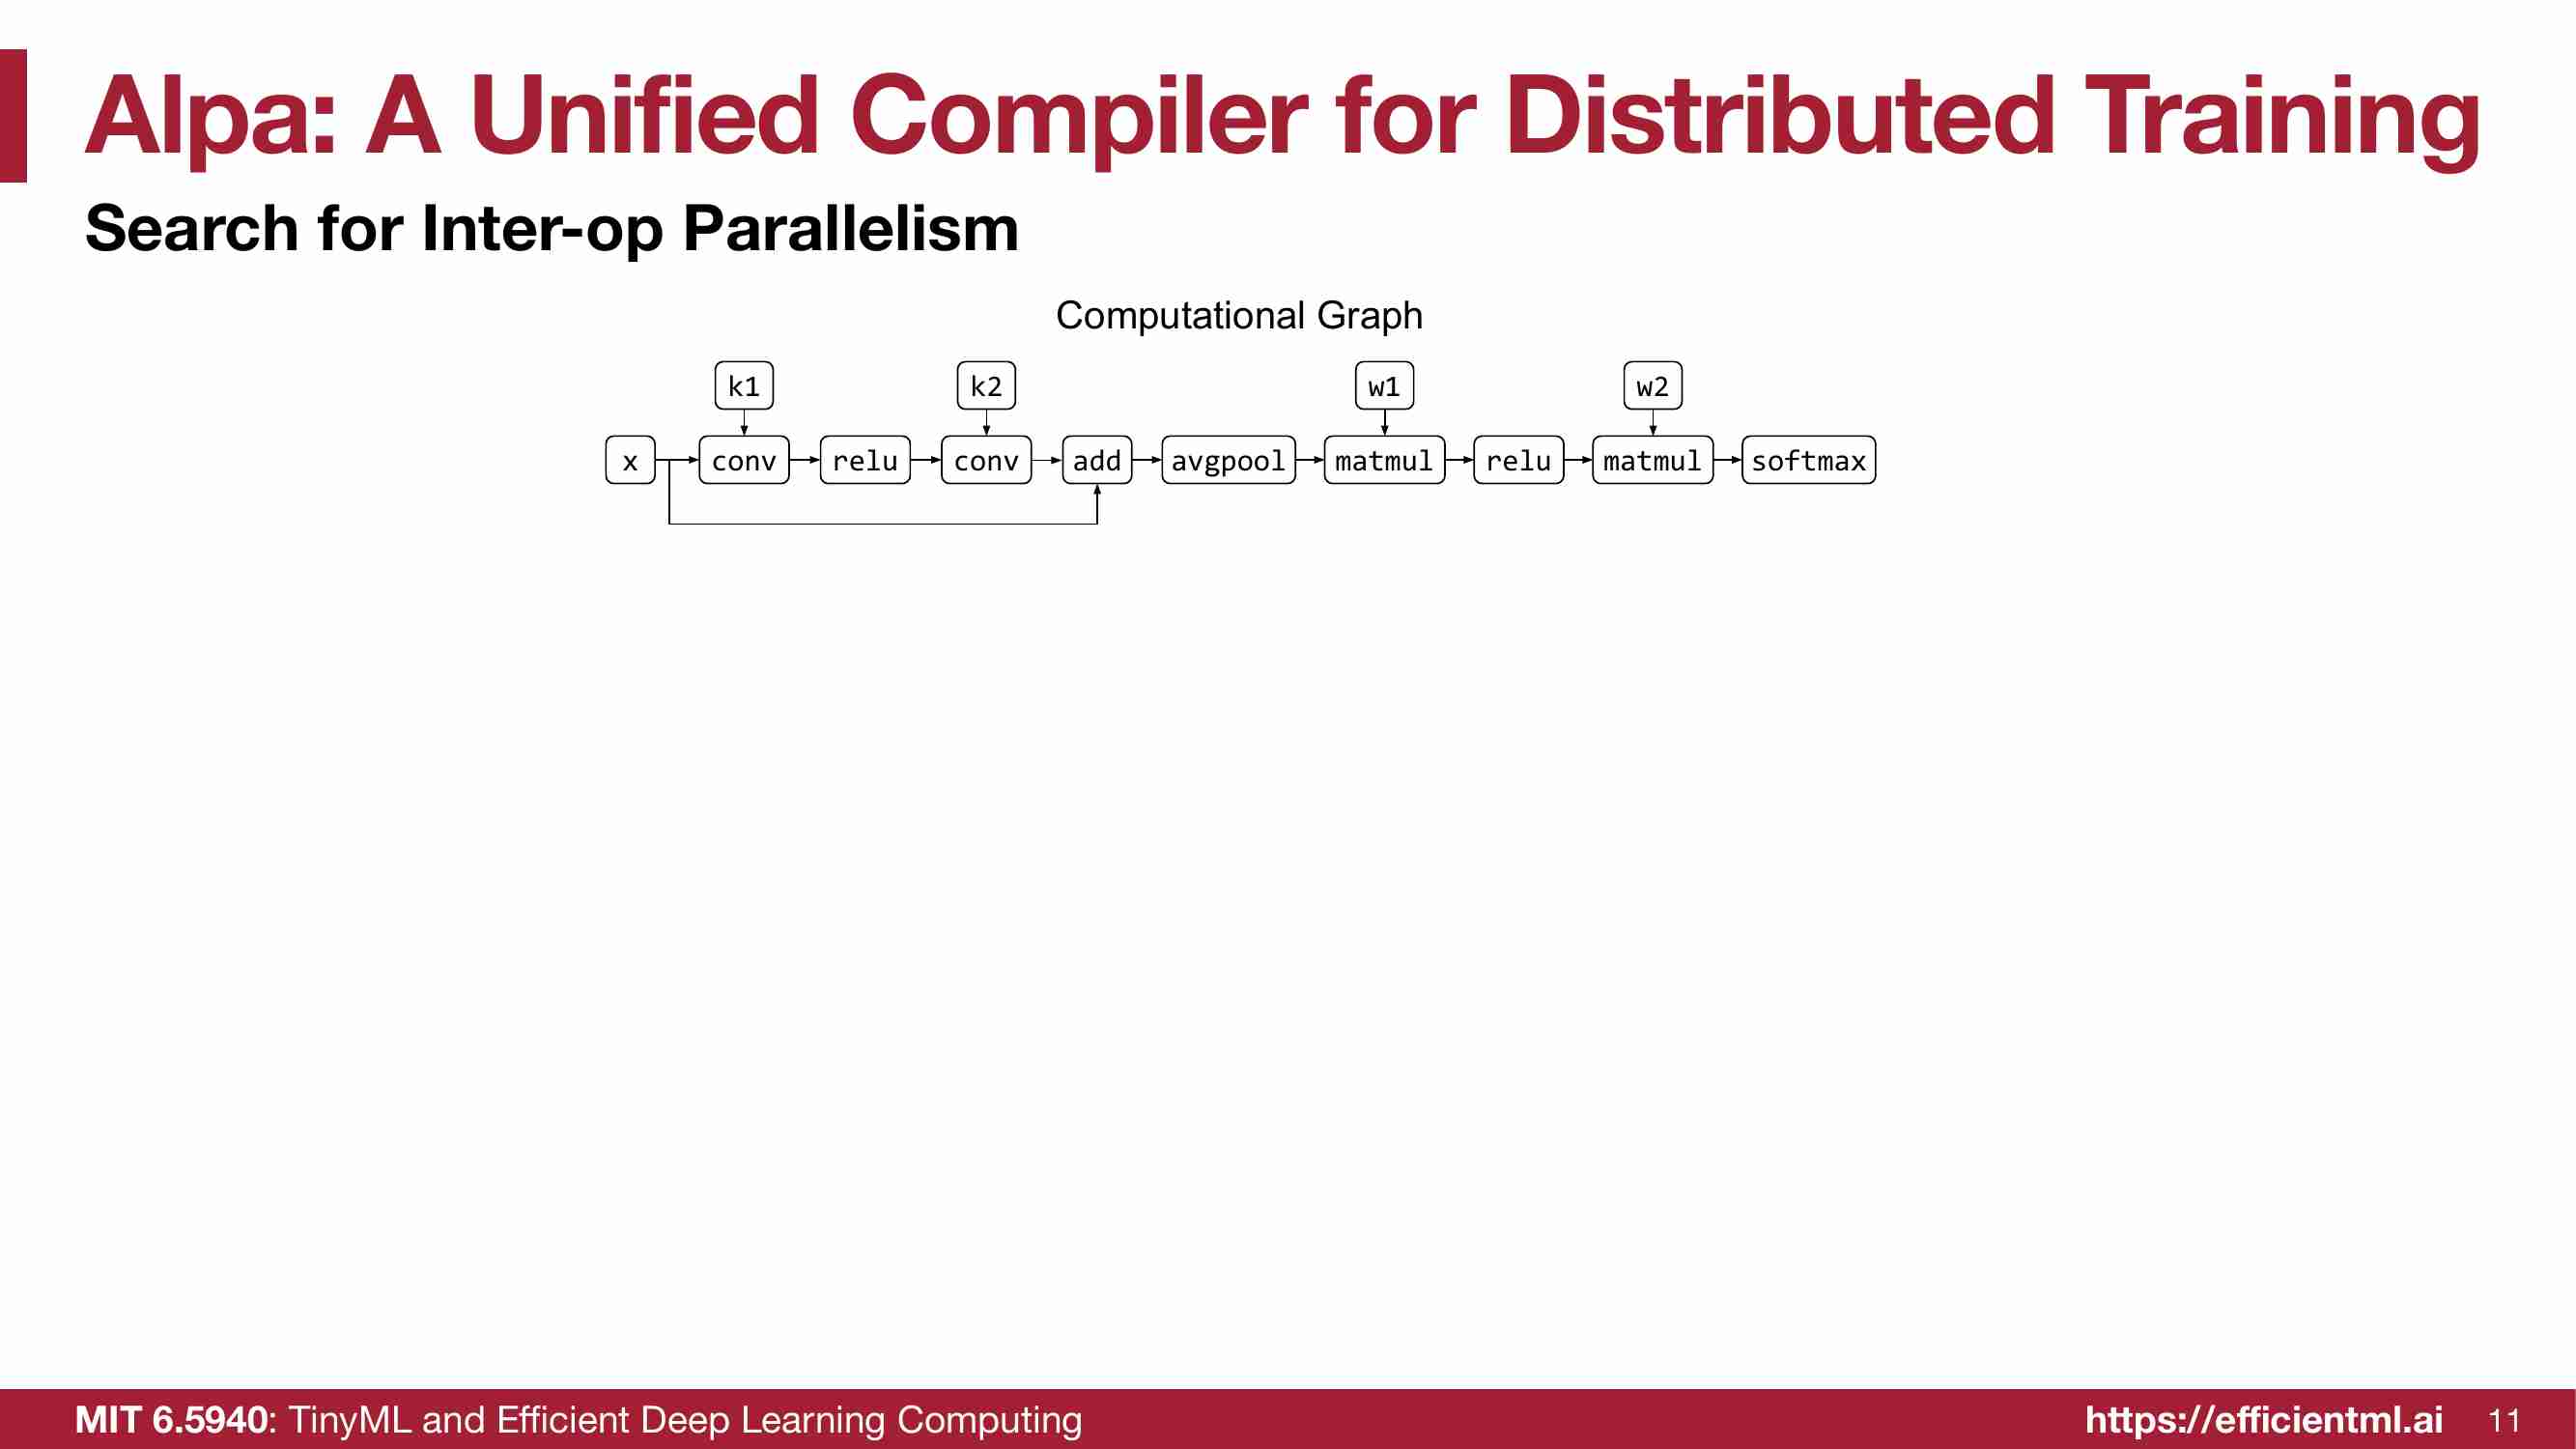 Alpa: A Unified Compiler for Distributed Training
Search for Inter-op Parallelism
Computational Graph
k1 k2 w1 w2
x conv relu conv add avgpool matmul relu matmul softmax
MIT 6.5940: TinyML and Efficient Deep Learning Computing https://efficientml.ai 11